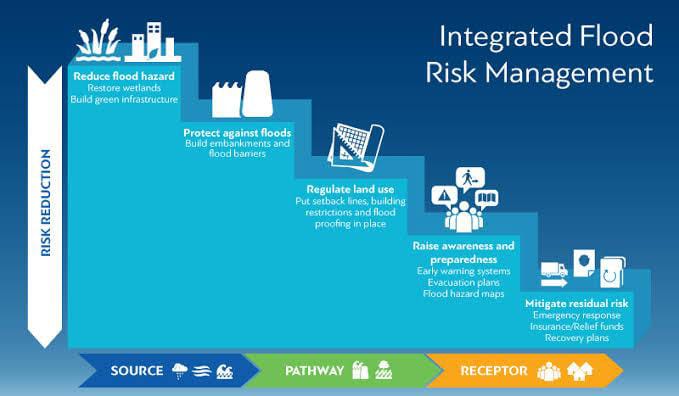 Integrated Flood
Risk Management
Reduce flood hazard
Restore wetlands
Build green infrastructure
Protect against floods
Build embankments and
flood barriers
Regulate land use
Put setback lines, building
restrictions and flood
proofing in place
Raise awareness and
preparedness
Early warning systems
Evacuation plans
Flood hazard maps
Mitigate residual risk
Emergency response
Insurance/Relief funds
Recovery plans
RISK REDUCTION
SOURCE
PATHWAY
RECEPTOR